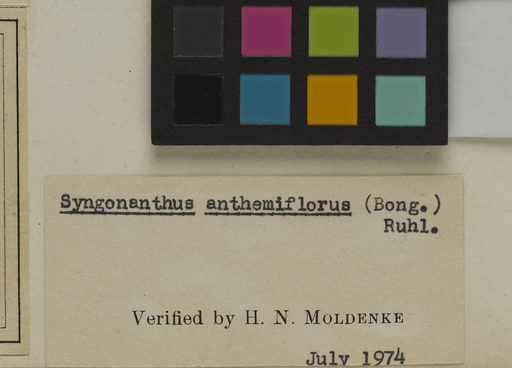 Syngonanthus anthemiflorus (Bong.)
Ruhl.
Verified by H. N. Moldenke
July 1974